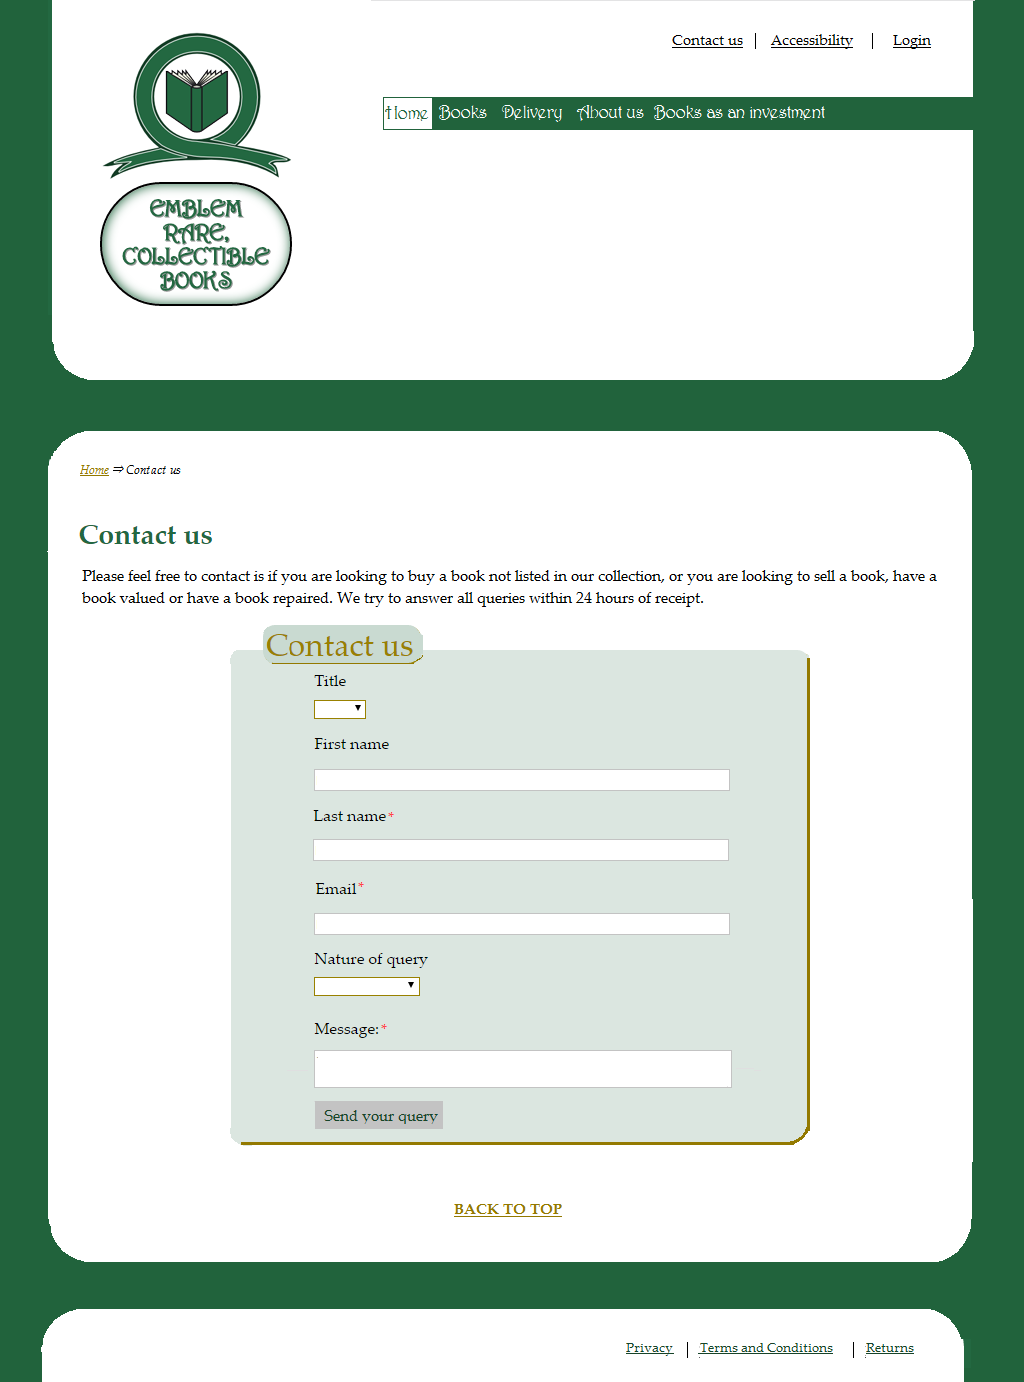 Contact us | Accessibility | Login
Home Books Delivery About us Books as an investment
EMBLEM
RARE,
COLLECTIBLE
BOOKS
Home ⇒ Contact us
Contact us
Please feel free to contact is if you are looking to buy a book not listed in our collection, or you are looking to sell a book, have a
book valued or have a book repaired. We try to answer all queries within 24 hours of receipt.
Contact us
Title
First name
Last name*
Email*
Nature of query
Message:*
Send your query
BACK TO TOP
Privacy | Terms and Conditions | Returns